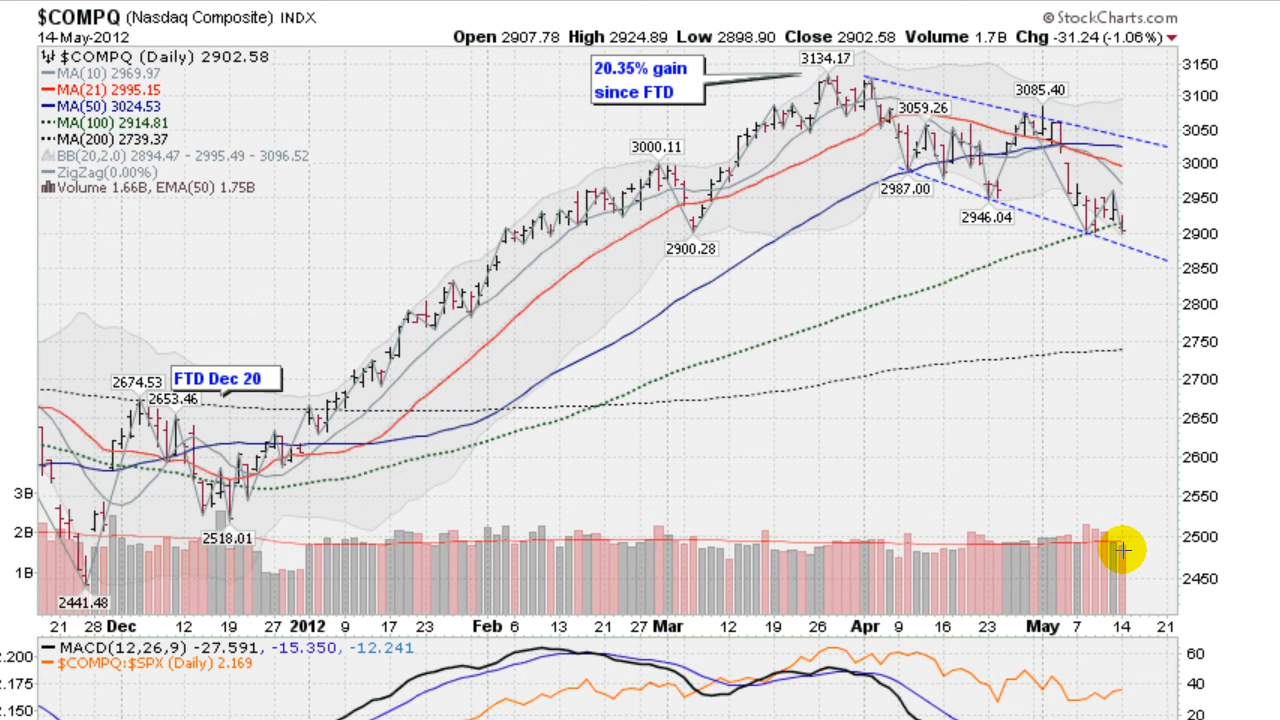 $COMPQ (Nasdaq Composite) INDX
© StockCharts.com
14-May-2012
Open 2907.78 High 2924.89 Low 2898.90 Close 2902.58 Volume 1.7B Chg -31.24 (-1.06%)
$COMPQ (Daily) 2902.58
MA(10) 2969.97
MA(21) 2995.15
MA(50) 3024.53
MA(100) 2914.81
MA(200) 2739.37
BB(20,2.0) 2894.47 - 2995.49 - 3096.52
ZigZag(0.00%)
Volume 1.66B, EMA(50) 1.75B
20.35% gain
since FTD
3134.17
3085.40
3059.26
3000.11
2987.00
2946.04
2900.28
2674.53
2653.46
FTD Dec 20
2518.01
2441.48
3150
3100
3050
3000
2950
2900
2850
2800
2750
2700
2650
2600
2550
2500
2450
3B
2B
1B
21 28 Dec 12 19 27 2012 9 17 23 Feb 6 13 21 27 Mar 12 19 26 Apr 9 16 23 May 7 14 21
MACD(12,26,9) -27.591, -15.350, -12.241
$COMPQ:$SPX (Daily) 2.169
2.200
2.175
2.150
60
40
20